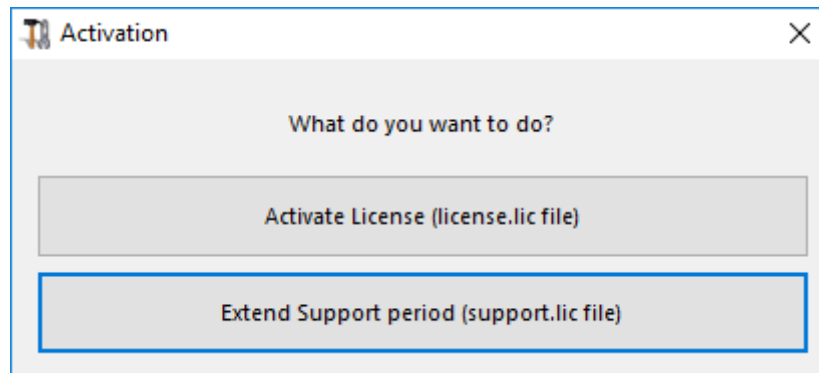 Activation
What do you want to do?
Activate License (license.lic file)
Extend Support period (support.lic file)